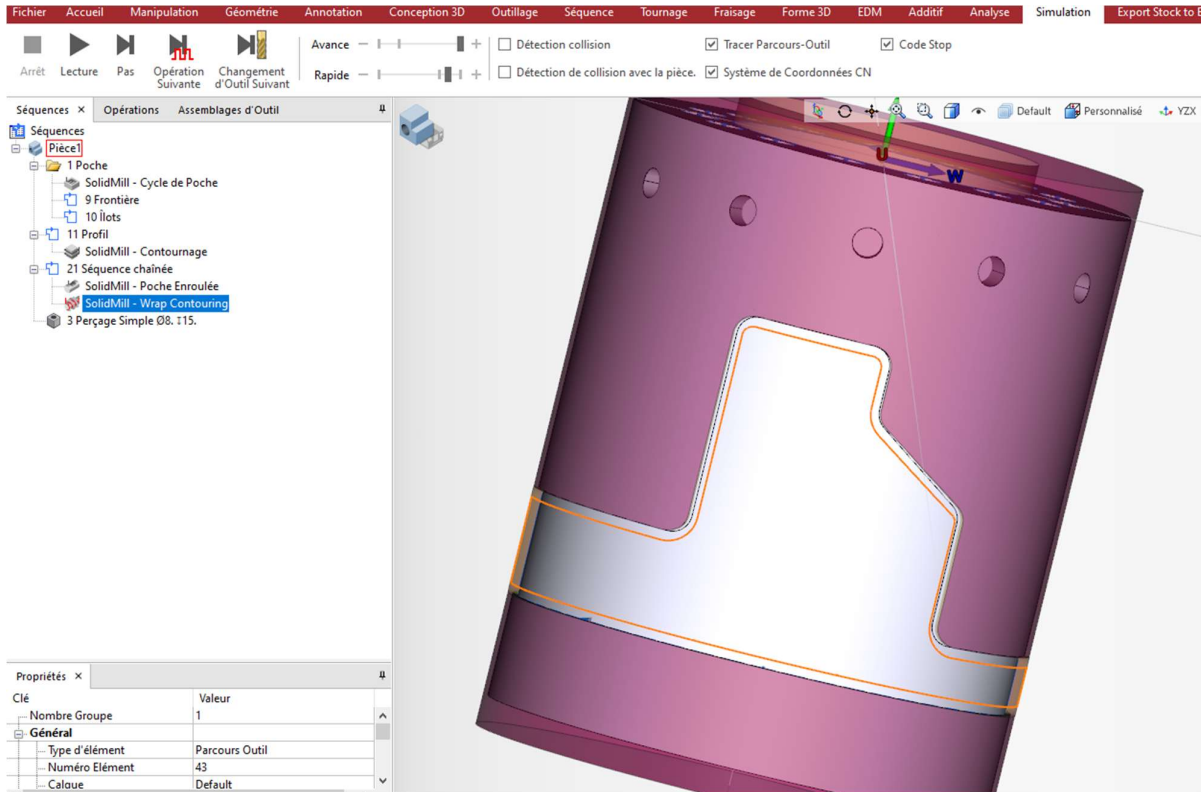 Fichier Accueil Manipulation Géométrie Annotation Conception 3D Outillage Séquence Tournage Fraisage Forme 3D EDM Additif Analyse Simulation Export Stock to
Arrêt Lecture Pas Opération Suivante Changement d'Outil Suivant
Avance
Rapide
Détection collision
Détection de collision avec la pièce.
Tracer Parcours-Outil
Système de Coordonnées CN
Code Stop
Séquences Opérations Assemblages d'Outil
Default Personnalisé YZX
Séquences
Pièce1
1 Poche
SolidMill - Cycle de Poche
9 Frontière
10 Îlots
11 Profil
SolidMill - Contournage
21 Séquence chaînée
SolidMill - Poche Enroulée
SolidMill - Wrap Contouring
3 Perçage Simple Ø8. ↧15.
U
W
Propriétés
Clé Valeur
Nombre Groupe 1
Général
Type d'élément Parcours Outil
Numéro Elément 43
Calque Default